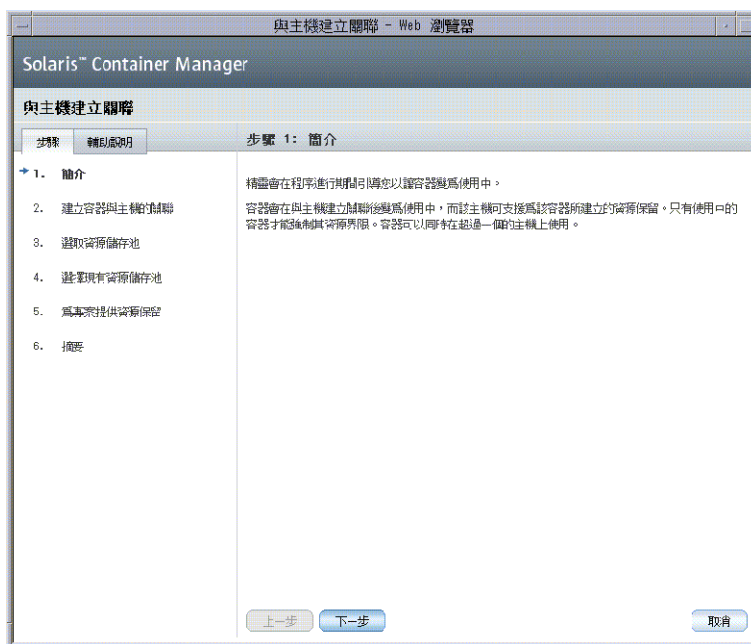 與主機建立關聯 - Web 瀏覽器
Solaris™ Container Manager
與主機建立關聯
步驟
輔助說明
1. 簡介
2. 建立容器與主機的關聯
3. 選取資源儲存池
4. 選擇現有資源儲存池
5. 為專案提供資源保留
6. 摘要
步驟 1: 簡介
精靈會在程序進行期間引導您以讓容器變為使用中。
容器會在與主機建立關聯後變為使用中，而該主機可支援為該容器所建立的資源保留。只有使用中的
容器才能強制其資源界限。容器可以同時在超過一個的主機上使用。
上一步
下一步
取消